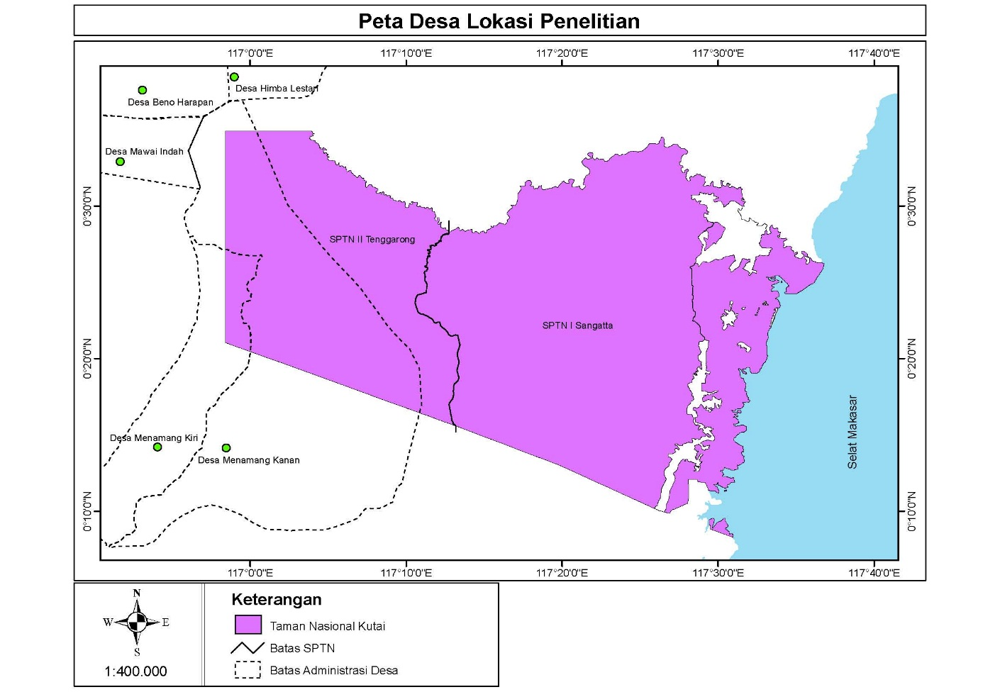 Peta Desa Lokasi Penelitian
117°0'0"E 117°10'0"E 117°20'0"E 117°30'0"E 117°40'0"E
Desa Himba Lestari
Desa Beno Harapan
Desa Mawai Indah
0°30'0"N 0°30'0"N
SPTN II Tenggarong
SPTN I Sangatta
0°20'0"N 0°20'0"N
Selat Makasar
Desa Menamang Kiri
Desa Menamang Kanan
0°10'0"N 0°10'0"N
117°0'0"E 117°10'0"E 117°20'0"E 117°30'0"E 117°40'0"E
N
W E
S
1:400.000
Keterangan
Taman Nasional Kutai
Batas SPTN
Batas Administrasi Desa